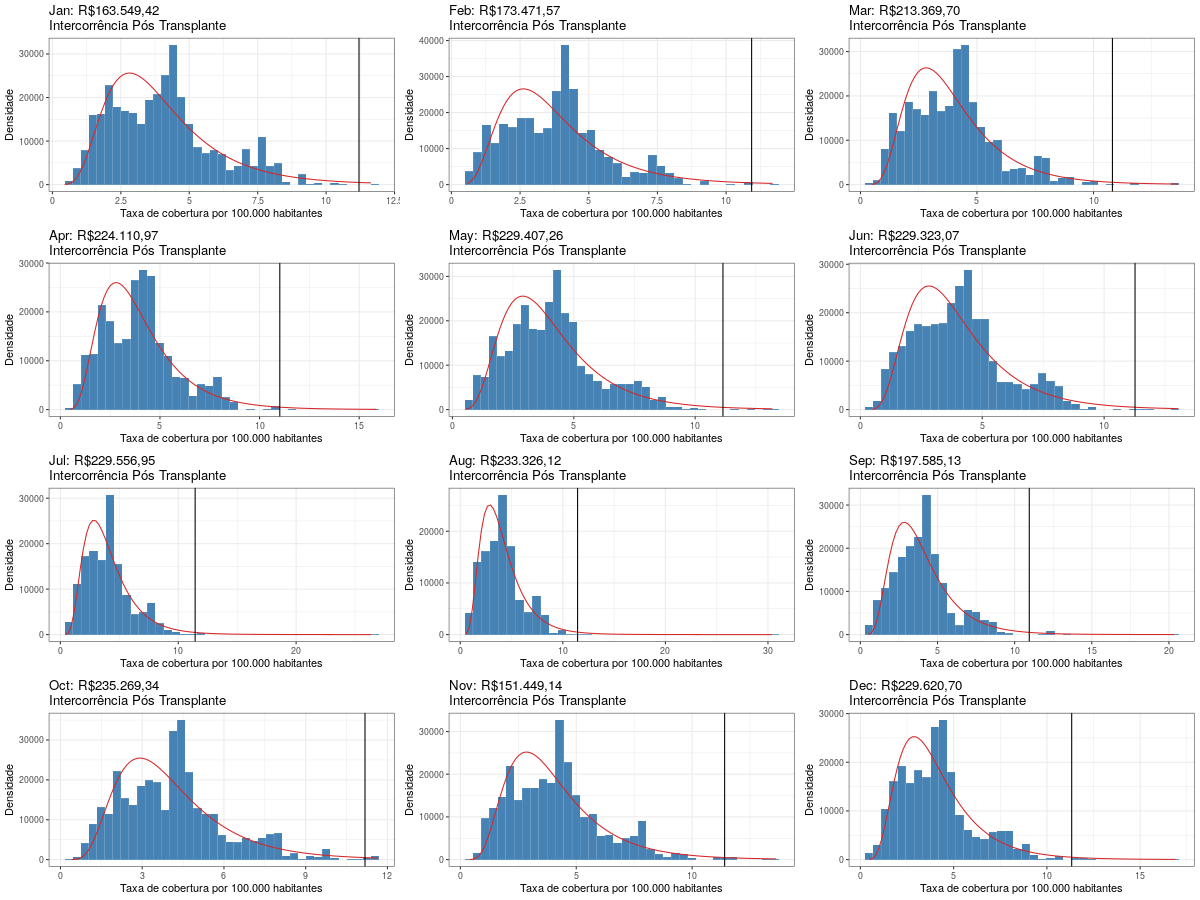 Jan: R$163.549,42
Intercorrência Pós Transplante
Densidade
30000
20000
10000
0
0 2.5 5 7.5 10 12.5
Taxa de cobertura por 100.000 habitantes
Feb: R$173.471,57
Intercorrência Pós Transplante
Densidade
40000
30000
20000
10000
0
0 2.5 5 7.5 10
Taxa de cobertura por 100.000 habitantes
Mar: R$213.369,70
Intercorrência Pós Transplante
Densidade
30000
20000
10000
0
0 5 10
Taxa de cobertura por 100.000 habitantes
Apr: R$224.110,97
Intercorrência Pós Transplante
Densidade
30000
20000
10000
0
0 5 10 15
Taxa de cobertura por 100.000 habitantes
May: R$229.407,26
Intercorrência Pós Transplante
Densidade
30000
20000
10000
0
0 5 10
Taxa de cobertura por 100.000 habitantes
Jun: R$229.323,07
Intercorrência Pós Transplante
Densidade
30000
20000
10000
0
0 5 10
Taxa de cobertura por 100.000 habitantes
Jul: R$229.556,95
Intercorrência Pós Transplante
Densidade
30000
20000
10000
0
0 10 20
Taxa de cobertura por 100.000 habitantes
Aug: R$233.326,12
Intercorrência Pós Transplante
Densidade
20000
10000
0
0 10 20 30
Taxa de cobertura por 100.000 habitantes
Sep: R$197.585,13
Intercorrência Pós Transplante
Densidade
30000
20000
10000
0
0 5 10 15 20
Taxa de cobertura por 100.000 habitantes
Oct: R$235.269,34
Intercorrência Pós Transplante
Densidade
30000
20000
10000
0
0 3 6 9 12
Taxa de cobertura por 100.000 habitantes
Nov: R$151.449,14
Intercorrência Pós Transplante
Densidade
30000
20000
10000
0
0 5 10
Taxa de cobertura por 100.000 habitantes
Dec: R$229.620,70
Intercorrência Pós Transplante
Densidade
30000
20000
10000
0
0 5 10 15
Taxa de cobertura por 100.000 habitantes